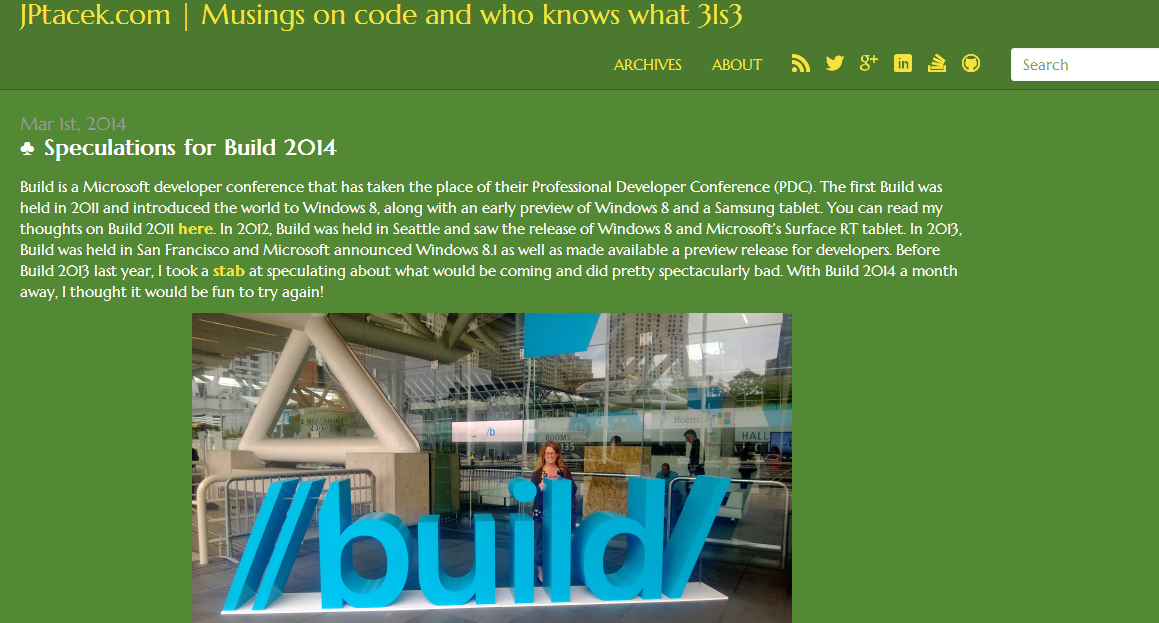 JPtacek.com | Musings on code and who knows what 3ls3
ARCHIVES ABOUT g+ in Search
Mar 1st, 2014
♣ Speculations for Build 2014
Build is a Microsoft developer conference that has taken the place of their Professional Developer Conference (PDC). The first Build was
held in 2011 and introduced the world to Windows 8, along with an early preview of Windows 8 and a Samsung tablet. You can read my
thoughts on Build 2011 here. In 2012, Build was held in Seattle and saw the release of Windows 8 and Microsoft's Surface RT tablet. In 2013,
Build was held in San Francisco and Microsoft announced Windows 8.1 as well as made available a preview release for developers. Before
Build 2013 last year, I took a stab at speculating about what would be coming and did pretty spectacularly bad. With Build 2014 a month
away, I thought it would be fun to try again!
/b
ROOMS
135
HALL
//build/